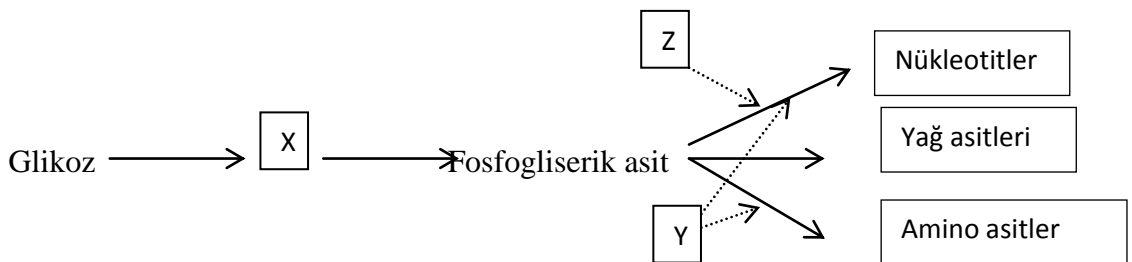 Z
Nükleotitler
X
Yağ asitleri
Glikoz
Fosfogliserik asit
Y
Amino asitler